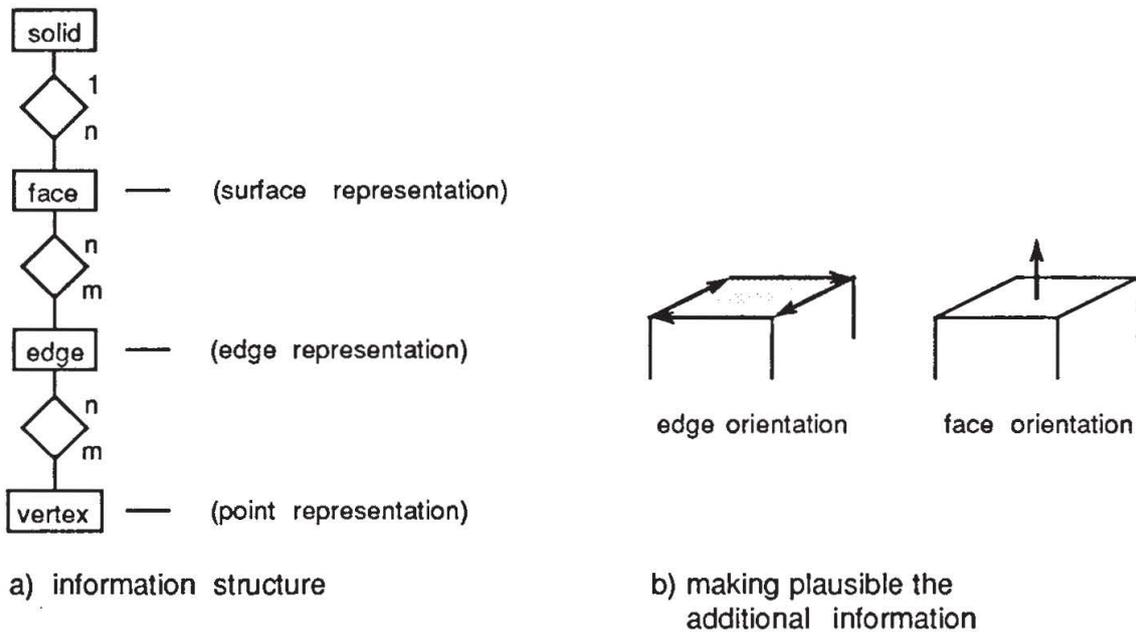 solid
1
n
face — (surface representation)
n
m
edge — (edge representation)
n
m
vertex — (point representation)
a) information structure
edge orientation
face orientation
b) making plausible the
additional information